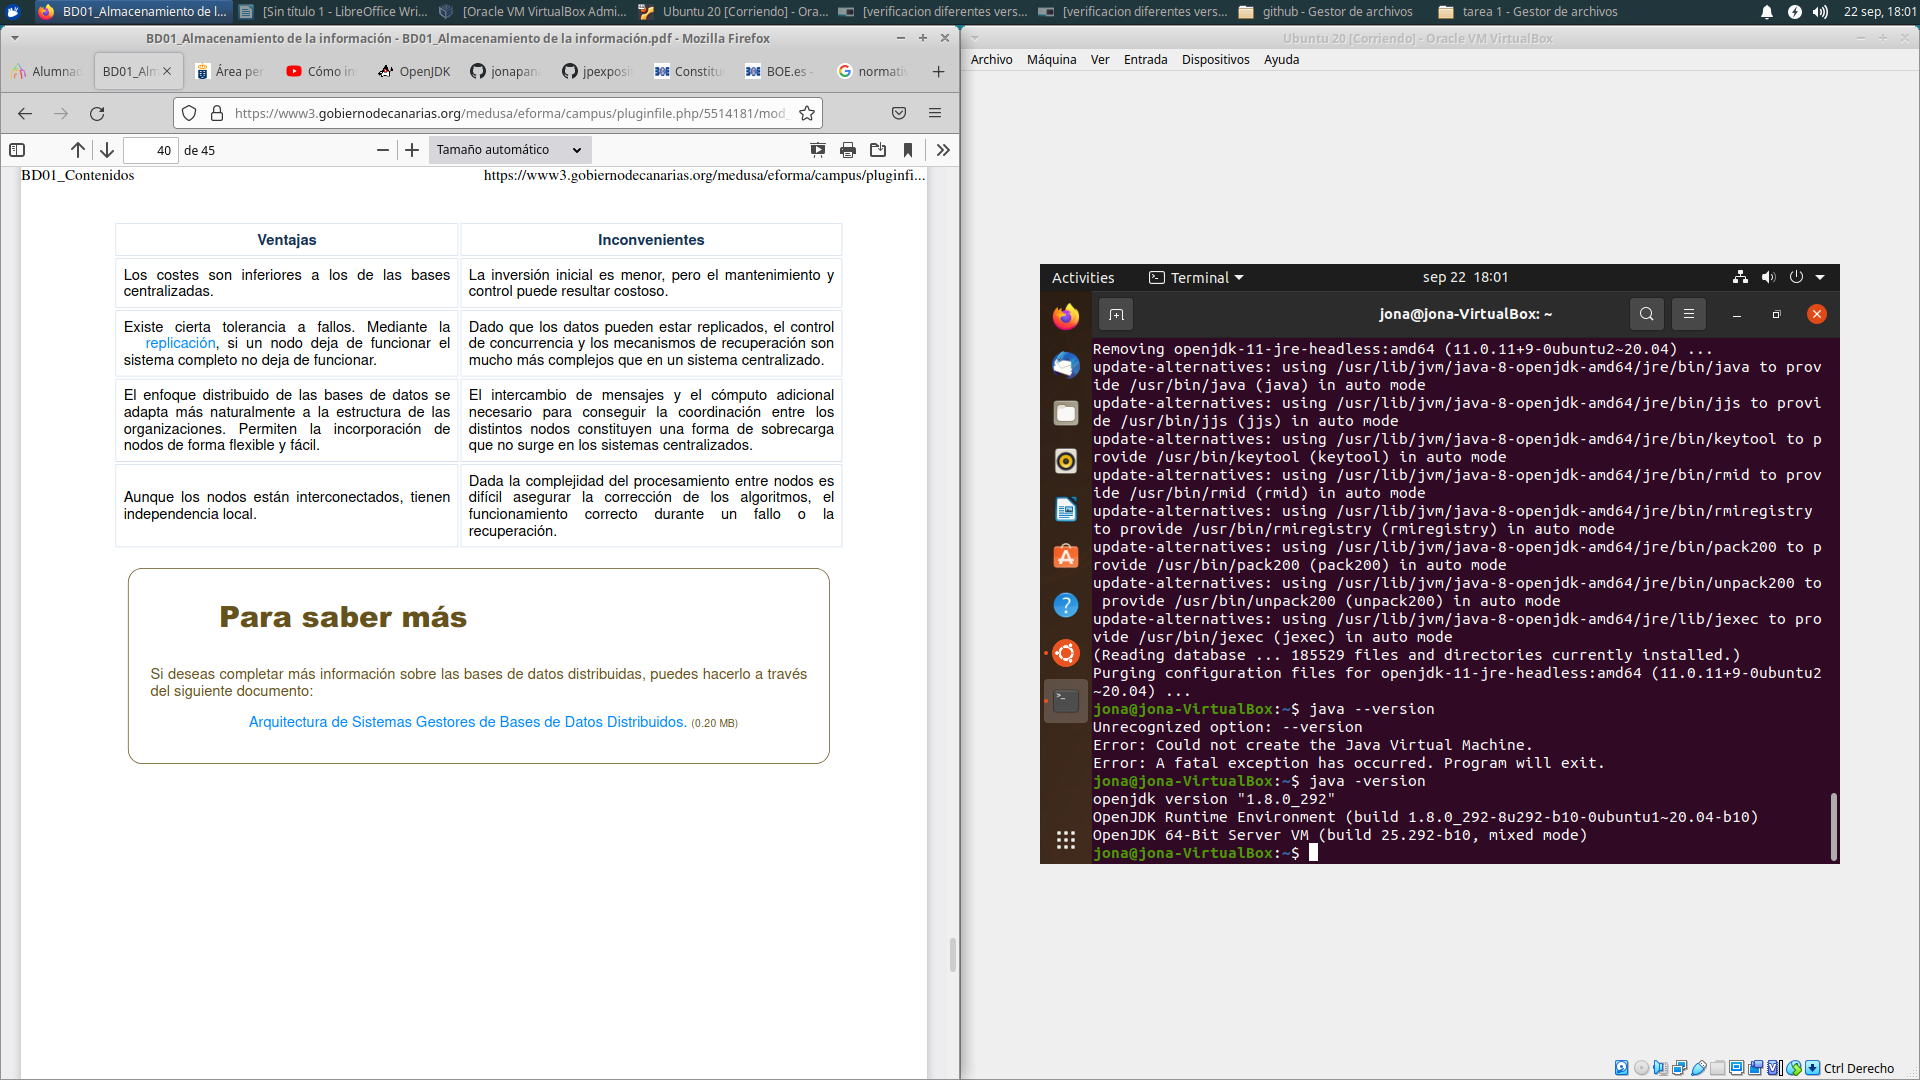 BD01_Almacenamiento de l...
[Sin título 1 - LibreOffice Wri...
[Oracle VM VirtualBox Admi...
Ubuntu 20 [Corriendo] - Ora...
[verificacion diferentes vers...
[verificacion diferentes vers...
github - Gestor de archivos
tarea 1 - Gestor de archivos
22 sep, 18:01
BD01_Almacenamiento de la información - BD01_Almacenamiento de la información.pdf - Mozilla Firefox
Alumnad
BD01_Alm
Área per
Cómo in
OpenJDK
jonapan
jpexposi
Constitu
BOE.es -
normati
https://www3.gobiernodecanarias.org/medusa/eforma/campus/pluginfile.php/5514181/mod_
40 de 45
Tamaño automático
BD01_Contenidos
https://www3.gobiernodecanarias.org/medusa/eforma/campus/pluginfi...
Ventajas
Inconvenientes
Los costes son inferiores a los de las bases
centralizadas.
La inversión inicial es menor, pero el mantenimiento y
control puede resultar costoso.
Existe cierta tolerancia a fallos. Mediante la
replicación, si un nodo deja de funcionar el
sistema completo no deja de funcionar.
Dado que los datos pueden estar replicados, el control
de concurrencia y los mecanismos de recuperación son
mucho más complejos que en un sistema centralizado.
El enfoque distribuido de las bases de datos se
adapta más naturalmente a la estructura de las
organizaciones. Permiten la incorporación de
nodos de forma flexible y fácil.
El intercambio de mensajes y el cómputo adicional
necesario para conseguir la coordinación entre los
distintos nodos constituyen una forma de sobrecarga
que no surge en los sistemas centralizados.
Aunque los nodos están interconectados, tienen
independencia local.
Dada la complejidad del procesamiento entre nodos es
difícil asegurar la corrección de los algoritmos, el
funcionamiento correcto durante un fallo o la
recuperación.
Para saber más
Si deseas completar más información sobre las bases de datos distribuidas, puedes hacerlo a través
del siguiente documento:
Arquitectura de Sistemas Gestores de Bases de Datos Distribuidos. (0.20 MB)
Ubuntu 20 [Corriendo] - Oracle VM VirtualBox
Archivo Máquina Ver Entrada Dispositivos Ayuda
Activities
Terminal
sep 22 18:01
jona@jona-VirtualBox: ~
Removing openjdk-11-jre-headless:amd64 (11.0.11+9-0ubuntu2~20.04) ...
update-alternatives: using /usr/lib/jvm/java-8-openjdk-amd64/jre/bin/java to prov
ide /usr/bin/java (java) in auto mode
update-alternatives: using /usr/lib/jvm/java-8-openjdk-amd64/jre/bin/jjs to provi
de /usr/bin/jjs (jjs) in auto mode
update-alternatives: using /usr/lib/jvm/java-8-openjdk-amd64/jre/bin/keytool to p
rovide /usr/bin/keytool (keytool) in auto mode
update-alternatives: using /usr/lib/jvm/java-8-openjdk-amd64/jre/bin/rmid to prov
ide /usr/bin/rmid (rmid) in auto mode
update-alternatives: using /usr/lib/jvm/java-8-openjdk-amd64/jre/bin/rmiregistry
to provide /usr/bin/rmiregistry (rmiregistry) in auto mode
update-alternatives: using /usr/lib/jvm/java-8-openjdk-amd64/jre/bin/pack200 to p
rovide /usr/bin/pack200 (pack200) in auto mode
update-alternatives: using /usr/lib/jvm/java-8-openjdk-amd64/jre/bin/unpack200 to
 provide /usr/bin/unpack200 (unpack200) in auto mode
update-alternatives: using /usr/lib/jvm/java-8-openjdk-amd64/jre/lib/jexec to pro
vide /usr/bin/jexec (jexec) in auto mode
(Reading database ... 185529 files and directories currently installed.)
Purging configuration files for openjdk-11-jre-headless:amd64 (11.0.11+9-0ubuntu2
~20.04) ...
jona@jona-VirtualBox:~$ java --version
Unrecognized option: --version
Error: Could not create the Java Virtual Machine.
Error: A fatal exception has occurred. Program will exit.
jona@jona-VirtualBox:~$ java -version
openjdk version "1.8.0_292"
OpenJDK Runtime Environment (build 1.8.0_292-8u292-b10-0ubuntu1~20.04-b10)
OpenJDK 64-Bit Server VM (build 25.292-b10, mixed mode)
jona@jona-VirtualBox:~$
Ctrl Derecho